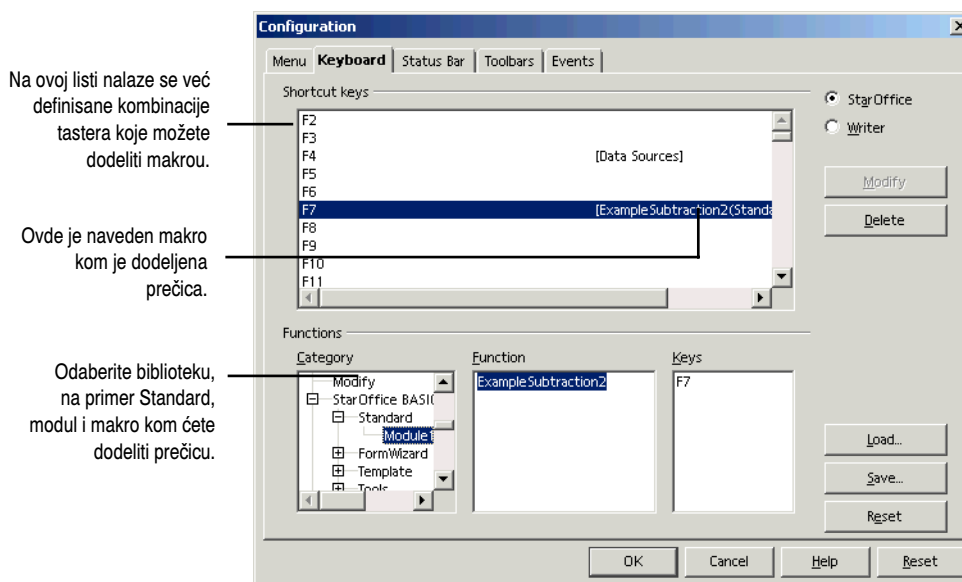 Configuration
Menu Keyboard Status Bar Toolbars Events
Na ovoj listi nalaze se već
definisane kombinacije
tastera koje možete
dodeliti makrou.
Ovde je naveden makro
kom je dodeljena
prečica.
Odaberite biblioteku,
na primer Standard,
modul i makro kom ćete
dodeliti prečicu.
Shortcut keys
F2
F3
F4 [Data Sources]
F5
F6
F7 [ExampleSubtraction2(Standa
F8
F9
F10
F11
StarOffice
Writer
Modify
Delete
Functions
Category
Modify
StarOffice BASIC
Standard
Module1
FormWizard
Template
Tools
Function
ExampleSubtraction2
Keys
F7
Load...
Save...
Reset
OK Cancel Help Reset